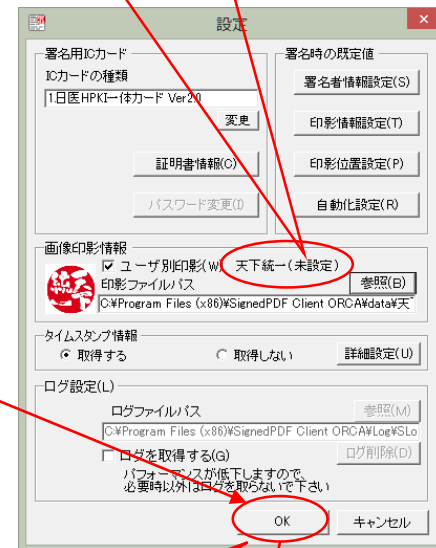 設定
署名用ICカード
ICカードの種類
1.日医HPKI一体カード Ver2.0
変更
証明書情報(C)
パスワード変更(I)
署名時の既定値
署名者情報設定(S)
印影情報設定(T)
印影位置設定(P)
自動化設定(R)
画像印影情報
ユーザ別印影(W)
天下統一(未設定)
印影ファイルパス
参照(B)
C:¥Program Files (x86)¥SignedPDF Client ORCA¥data¥天
タイムスタンプ情報
取得する
取得しない
詳細設定(U)
ログ設定(L)
ログファイルパス
参照(M)
C:¥Program Files (x86)¥SignedPDF Client ORCA¥Log¥SLo
ログを取得する(G)
ログ削除(D)
パフォーマンスが低下しますので、
必要時以外はログを取らないで下さい
OK
キャンセル